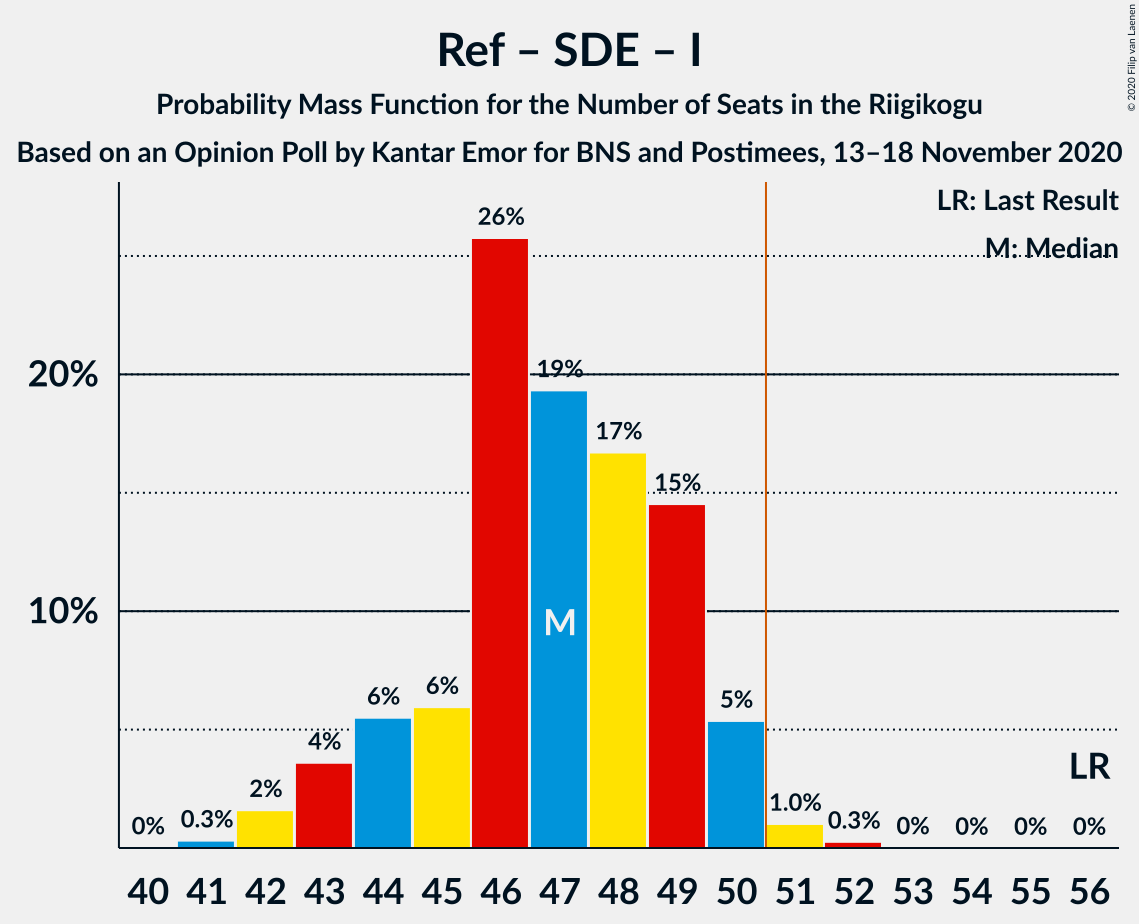 Ref – SDE – I
Probability Mass Function for the Number of Seats in the Riigikogu
Based on an Opinion Poll by Kantar Emor for BNS and Postimees, 13–18 November 2020
© 2020 Filip van Laenen
LR: Last Result
M: Median
26%
20%
19%
17%
15%
10%
M
6%
6%
5%
4%
LR
2%
1.0%
0%
0.3%
0.3%
0%
0%
0%
0%
40 41 42 43 44 45 46 47 48 49 50 51 52 53 54 55 56